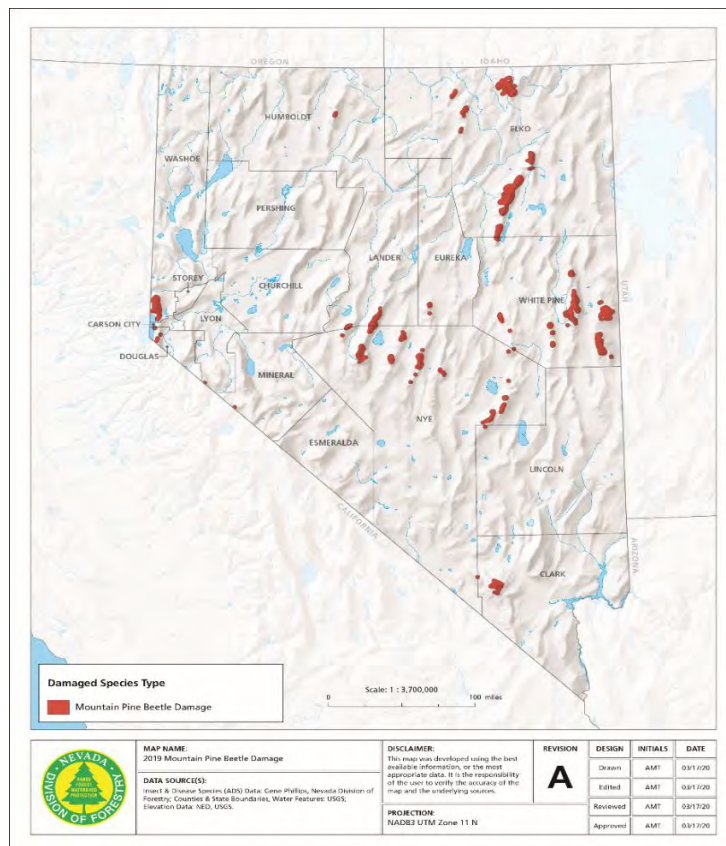 OREGON
IDAHO
HUMBOLDT
ELKO
WASHOE
PERSHING
LANDER
EUREKA
UTAH
STOREY
CHURCHILL
WHITE PINE
LYON
CARSON CITY
DOUGLAS
MINERAL
NYE
ESMERALDA
LINCOLN
CALIFORNIA
ARIZONA
CLARK
Damaged Species Type
Mountain Pine Beetle Damage
Scale: 1 : 3,700,000
0 100 miles
NEVADA
DIVISION OF FORESTRY
RANGE
FOREST
WATERSHED
PROTECTION
MAP NAME:
2019 Mountain Pine Beetle Damage
DATA SOURCE(S):
Insect & Disease Species (ADS) Data: Gene Phillips, Nevada Division of
Forestry; Counties & State Boundaries, Water Features: USGS;
Elevation Data: NED, USGS.
DISCLAIMER:
This map was developed using the best
available information, or the most
appropriate data. It is the responsibility
of the user to verify the accuracy of the
map and the underlying sources.
PROJECTION:
NAD83 UTM Zone 11 N
REVISION
A
DESIGN INITIALS DATE
Drawn AMT 03/17/20
Edited AMT 03/17/20
Reviewed AMT 03/17/20
Approved AMT 03/17/20